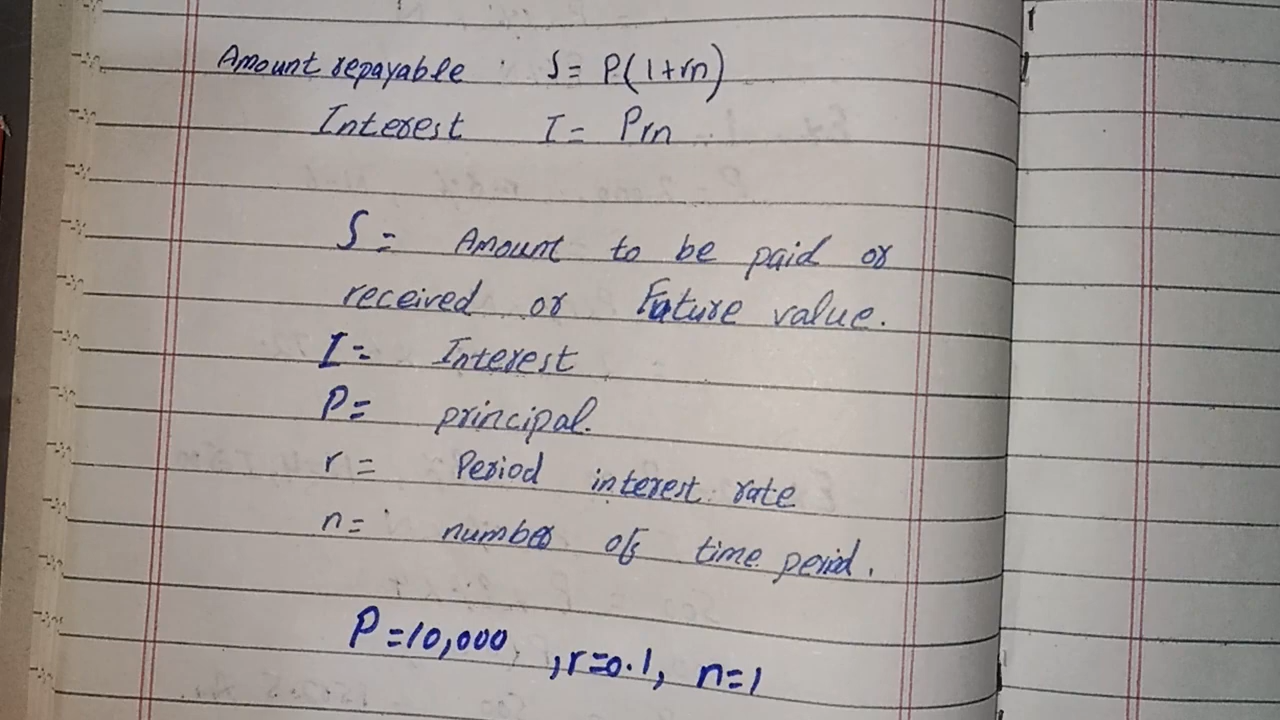 Amount repayable S = P(1+rn)
Interest I = Prn
S = Amount to be paid or
received or Future value.
I = Interest
P = principal.
r = Period interest rate
n = number of time period.
P=10,000, r=0.1, n=1